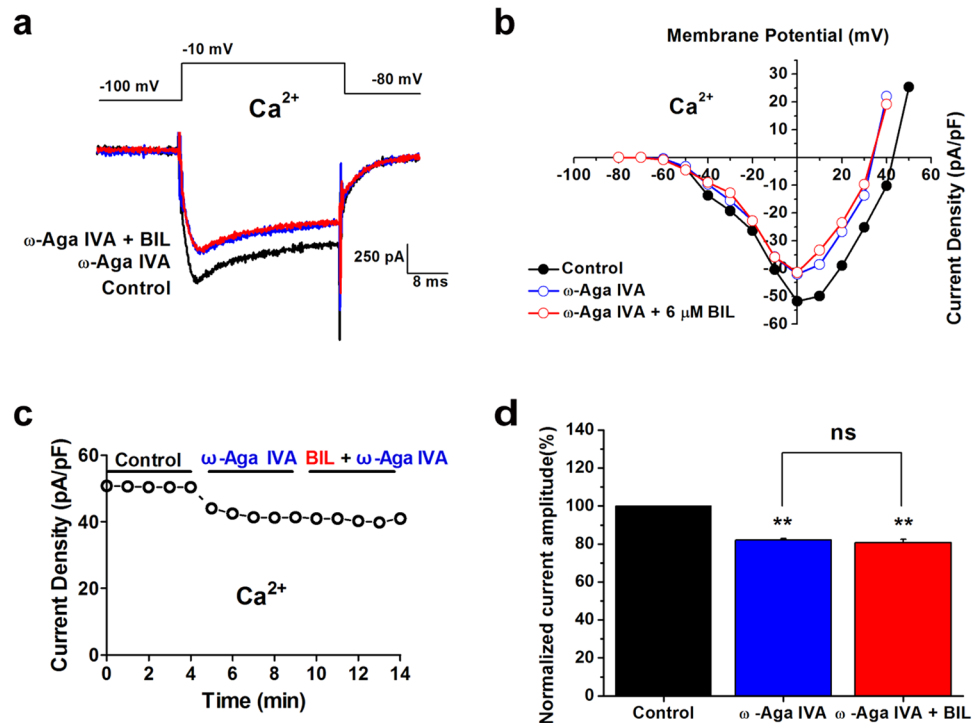 a
-10 mV
-100 mV
-80 mV
Ca2+
ω-Aga IVA + BIL
ω-Aga IVA
Control
250 pA
8 ms
b
Membrane Potential (mV)
Ca2+
30
20
10
0
-10
-20
-30
-40
-50
-60
-100 -80 -60 -40 -20 20 40 60
Current Density (pA/pF)
Control
ω-Aga IVA
ω-Aga IVA + 6 μM BIL
c
Current Density (pA/pF)
60
40
20
0
Control ω-Aga IVA BIL + ω-Aga IVA
Ca2+
0 2 4 6 8 10 12 14
Time (min)
d
Normalized current amplitude(%)
140
120
100
80
60
40
20
0
ns
** **
Control ω -Aga IVA ω -Aga IVA + BIL